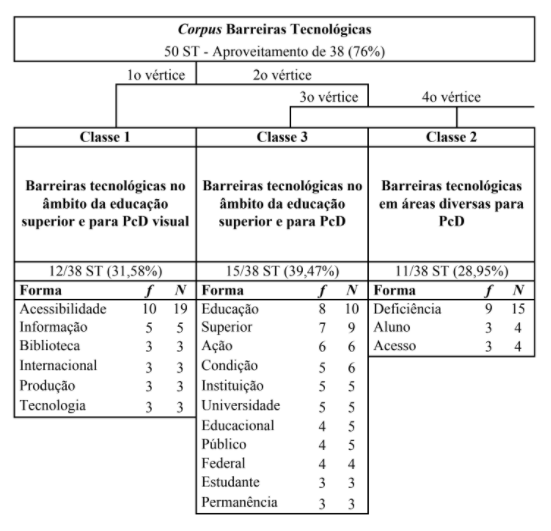 Corpus Barreiras Tecnológicas
50 ST - Aproveitamento de 38 (76%)
1o vértice 2o vértice
3o vértice 4o vértice
Classe 1
Barreiras tecnológicas no
âmbito da educação
superior e para PcD visual
12/38 ST (31,58%)
Forma f N
Acessibilidade 10 19
Informação 5 5
Biblioteca 3 3
Internacional 3 3
Produção 3 3
Tecnologia 3 3
Classe 3
Barreiras tecnológicas no
âmbito da educação
superior e para PcD
15/38 ST (39,47%)
Forma f N
Educação 8 10
Superior 7 9
Ação 6 6
Condição 5 6
Instituição 5 5
Universidade 5 5
Educacional 4 5
Público 4 5
Federal 4 4
Estudante 3 3
Permanência 3 3
Classe 2
Barreiras tecnológicas
em áreas diversas para
PcD
11/38 ST (28,95%)
Forma f N
Deficiência 9 15
Aluno 3 4
Acesso 3 4